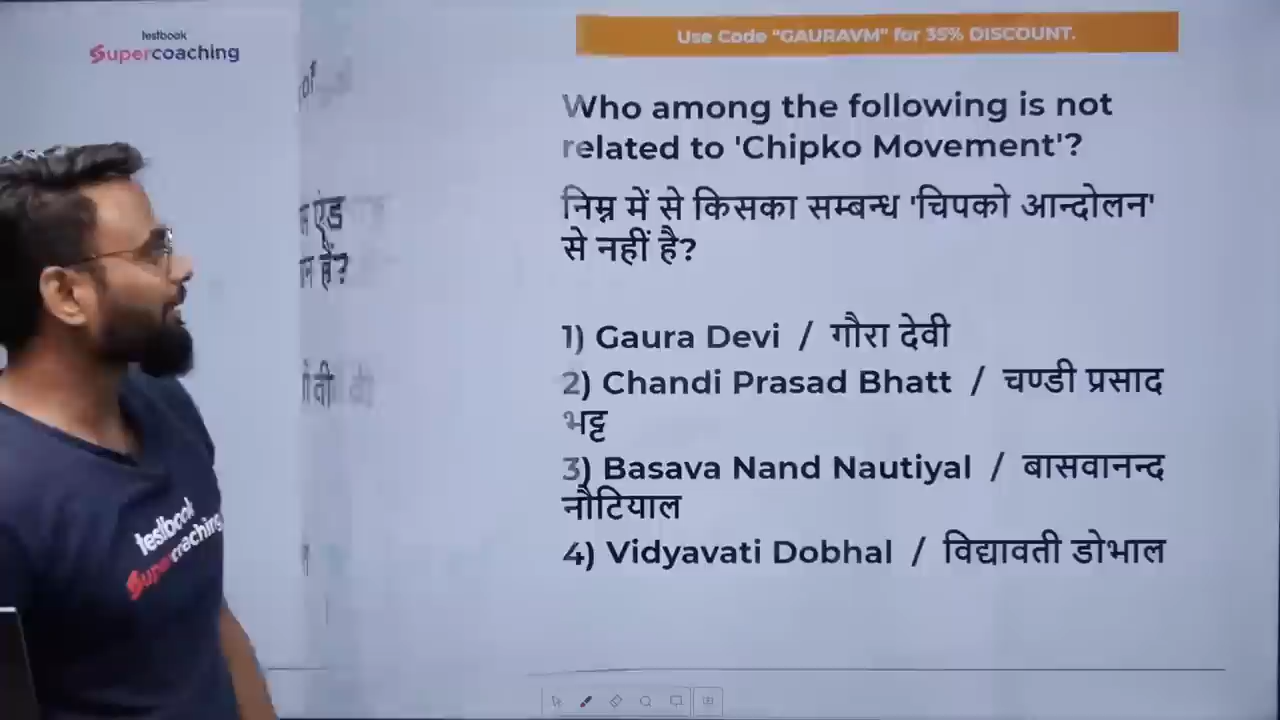 testbook
Supercoaching
Use Code "GAURAVM" for 35% DISCOUNT.
Who among the following is not
related to 'Chipko Movement'?
निम्न में से किसका सम्बन्ध 'चिपको आन्दोलन'
से नहीं है?
1) Gaura Devi / गौरा देवी
2) Chandi Prasad Bhatt / चण्डी प्रसाद
भट्ट
3) Basava Nand Nautiyal / बासवानन्द
नौटियाल
4) Vidyavati Dobhal / विद्यावती डोभाल
of
एंड
testbook
Supercoaching